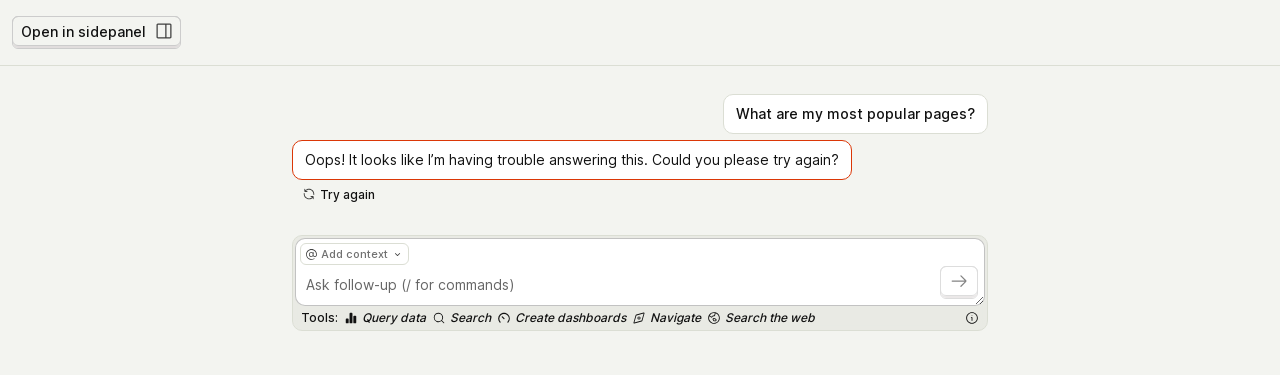 Open in sidepanel
What are my most popular pages?
Oops! It looks like I’m having trouble answering this. Could you please try again?
Try again
@ Add context
Ask follow-up (/ for commands)
Tools: Query data Search Create dashboards Navigate Search the web